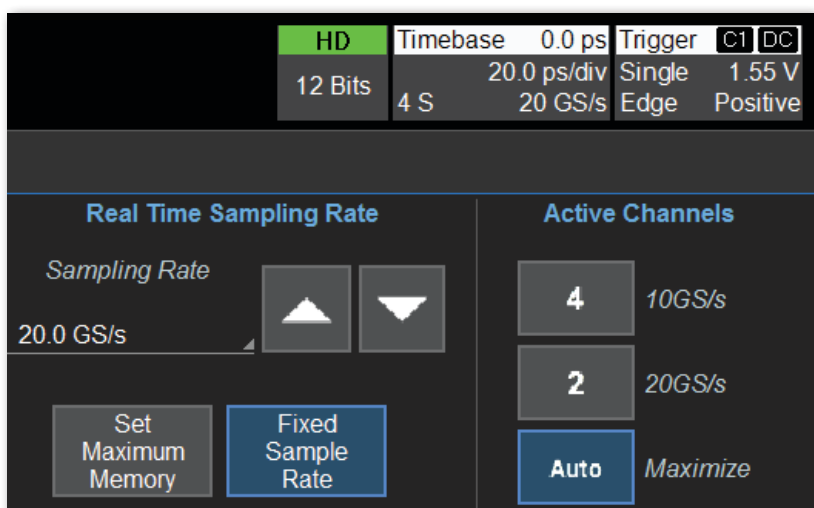 HD
12 Bits
Timebase 0.0 ps
20.0 ps/div
4 S 20 GS/s
Trigger C1 DC
Single 1.55 V
Edge Positive
Real Time Sampling Rate
Sampling Rate
20.0 GS/s
Set
Maximum
Memory
Fixed
Sample
Rate
Active Channels
4 10GS/s
2 20GS/s
Auto Maximize